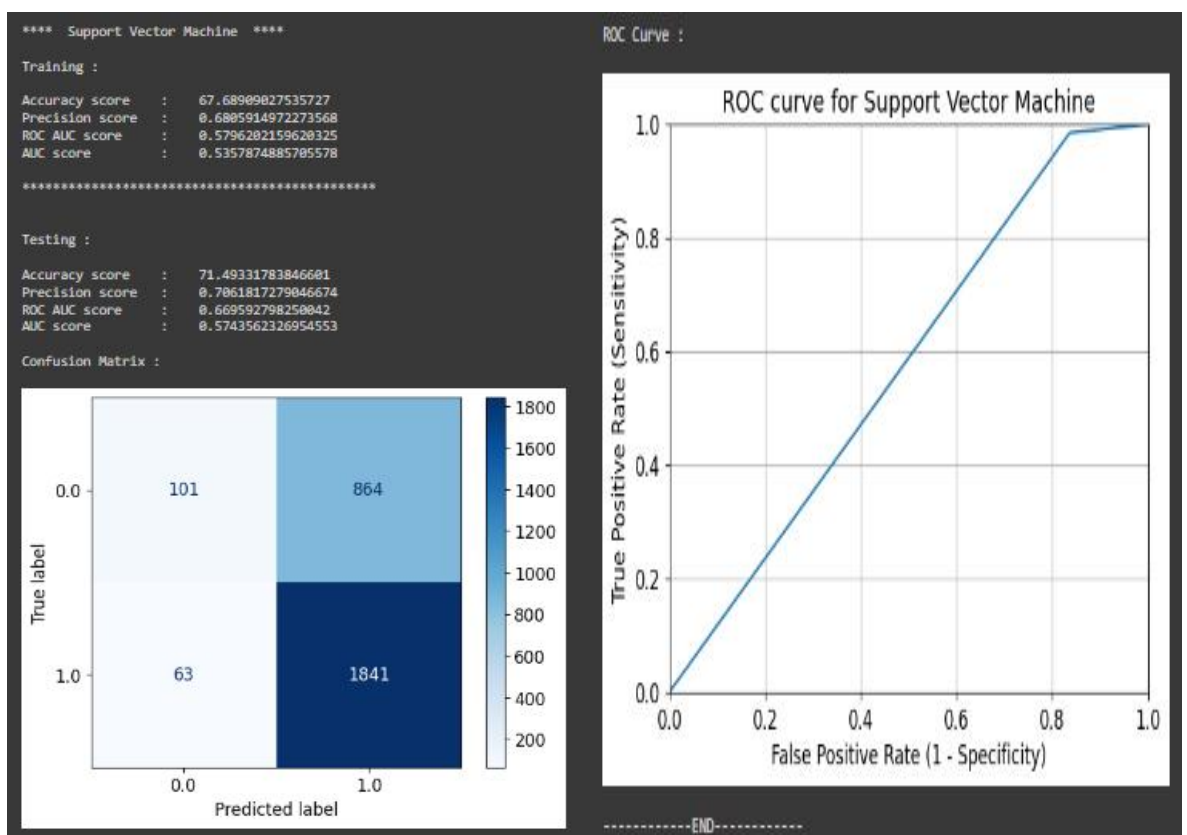 **** Support Vector Machine ****
Training :
Accuracy score : 67.68909027535727
Precision score : 0.6805914972273568
ROC AUC score : 0.5796202159620325
AUC score : 0.5357874885705578
**********************************************
Testing :
Accuracy score : 71.49331783846601
Precision score : 0.7061817279046674
ROC AUC score : 0.669592798250042
AUC score : 0.5743562326954553
Confusion Matrix :
True label
0.0
1.0
101
864
63
1841
0.0
1.0
Predicted label
1800
1600
1400
1200
1000
800
600
400
200
ROC Curve :
ROC curve for Support Vector Machine
True Positive Rate (Sensitivity)
1.0
0.8
0.6
0.4
0.2
0.0
0.0
0.2
0.4
0.6
0.8
1.0
False Positive Rate (1 - Specificity)
------------END------------